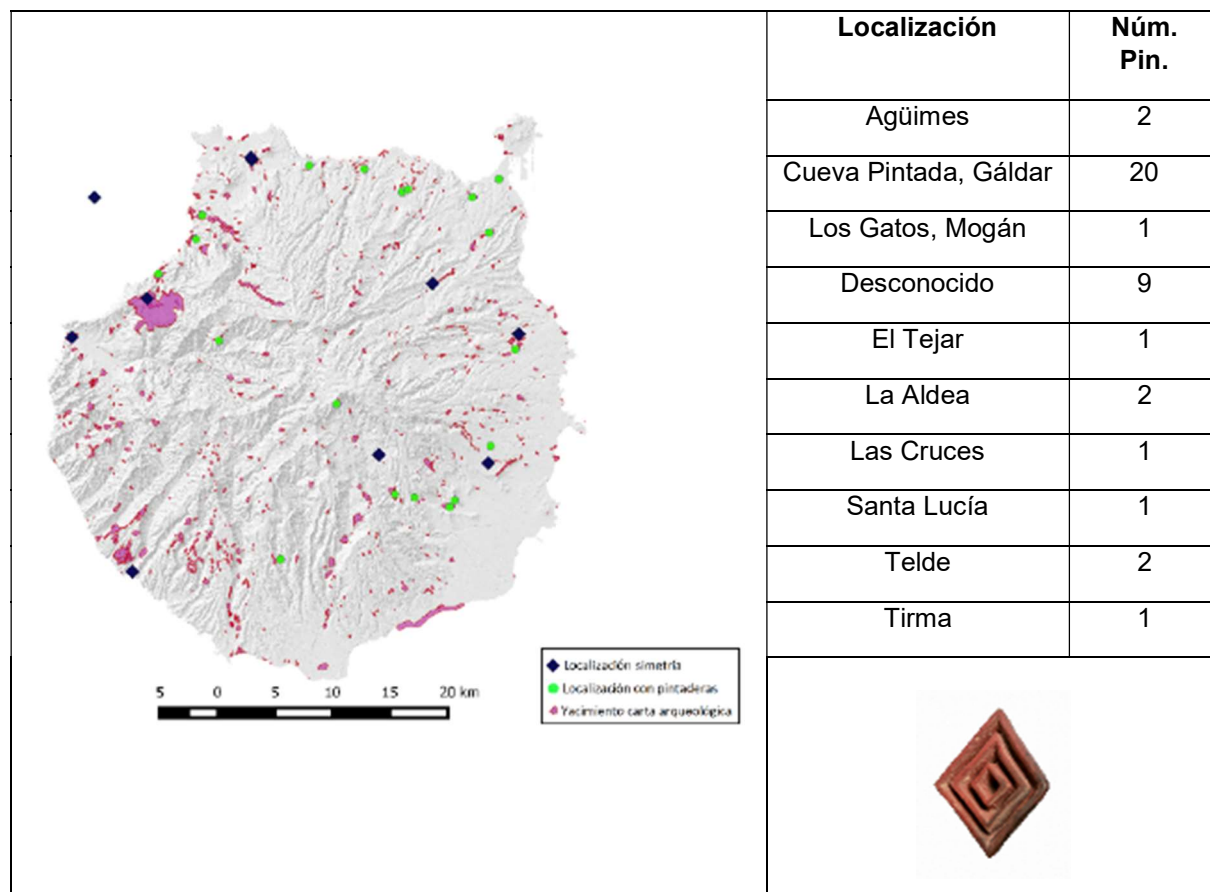 Localización Núm.
Pin.
Agüimes 2
Cueva Pintada, Gáldar 20
Los Gatos, Mogán 1
Desconocido 9
El Tejar 1
La Aldea 2
Las Cruces 1
Santa Lucía 1
Telde 2
Tirma 1
Localización simetría
Localización con pintaderas
Yacimiento carta arqueológica
5 0 5 10 15 20 km